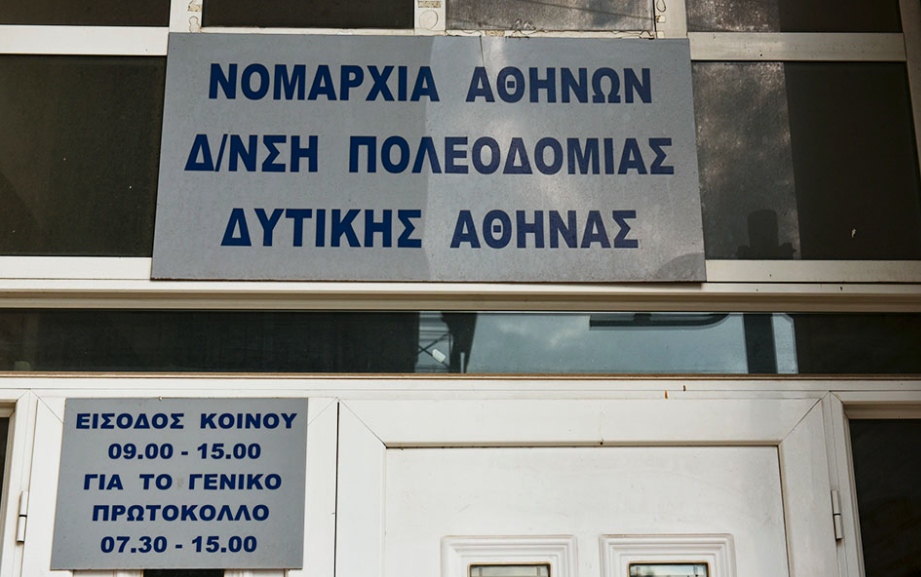 ΝΟΜΑΡΧΙΑ ΑΘΗΝΩΝ
Δ/ΝΣΗ ΠΟΛΕΟΔΟΜΙΑΣ
ΔΥΤΙΚΗΣ ΑΘΗΝΑΣ
ΕΙΣΟΔΟΣ ΚΟΙΝΟΥ
09.00 - 15.00
ΓΙΑ ΤΟ ΓΕΝΙΚΟ
ΠΡΩΤΟΚΟΛΛΟ
07.30 - 15.00